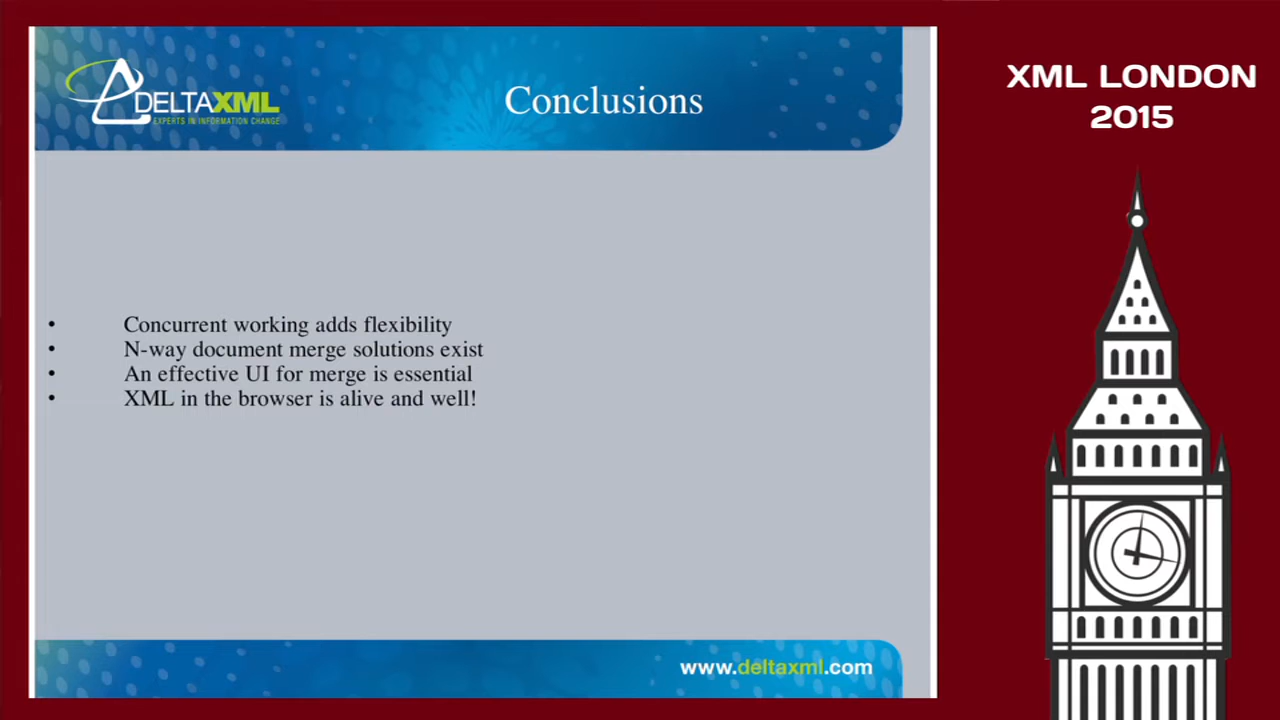 DELTAXML
EXPERTS IN INFORMATION CHANGE
Conclusions
XML LONDON
2015
• Concurrent working adds flexibility
• N-way document merge solutions exist
• An effective UI for merge is essential
• XML in the browser is alive and well!
www.deltaxml.com